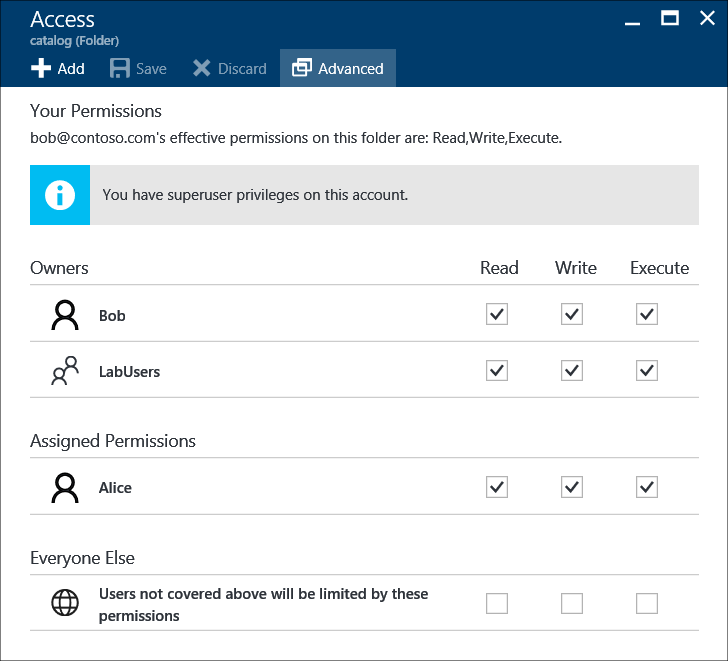 Access
catalog (Folder)
Add Save Discard Advanced
Your Permissions
bob@contoso.com's effective permissions on this folder are: Read,Write,Execute.
You have superuser privileges on this account.
Owners Read Write Execute
Bob
LabUsers
Assigned Permissions
Alice
Everyone Else
Users not covered above will be limited by these
permissions